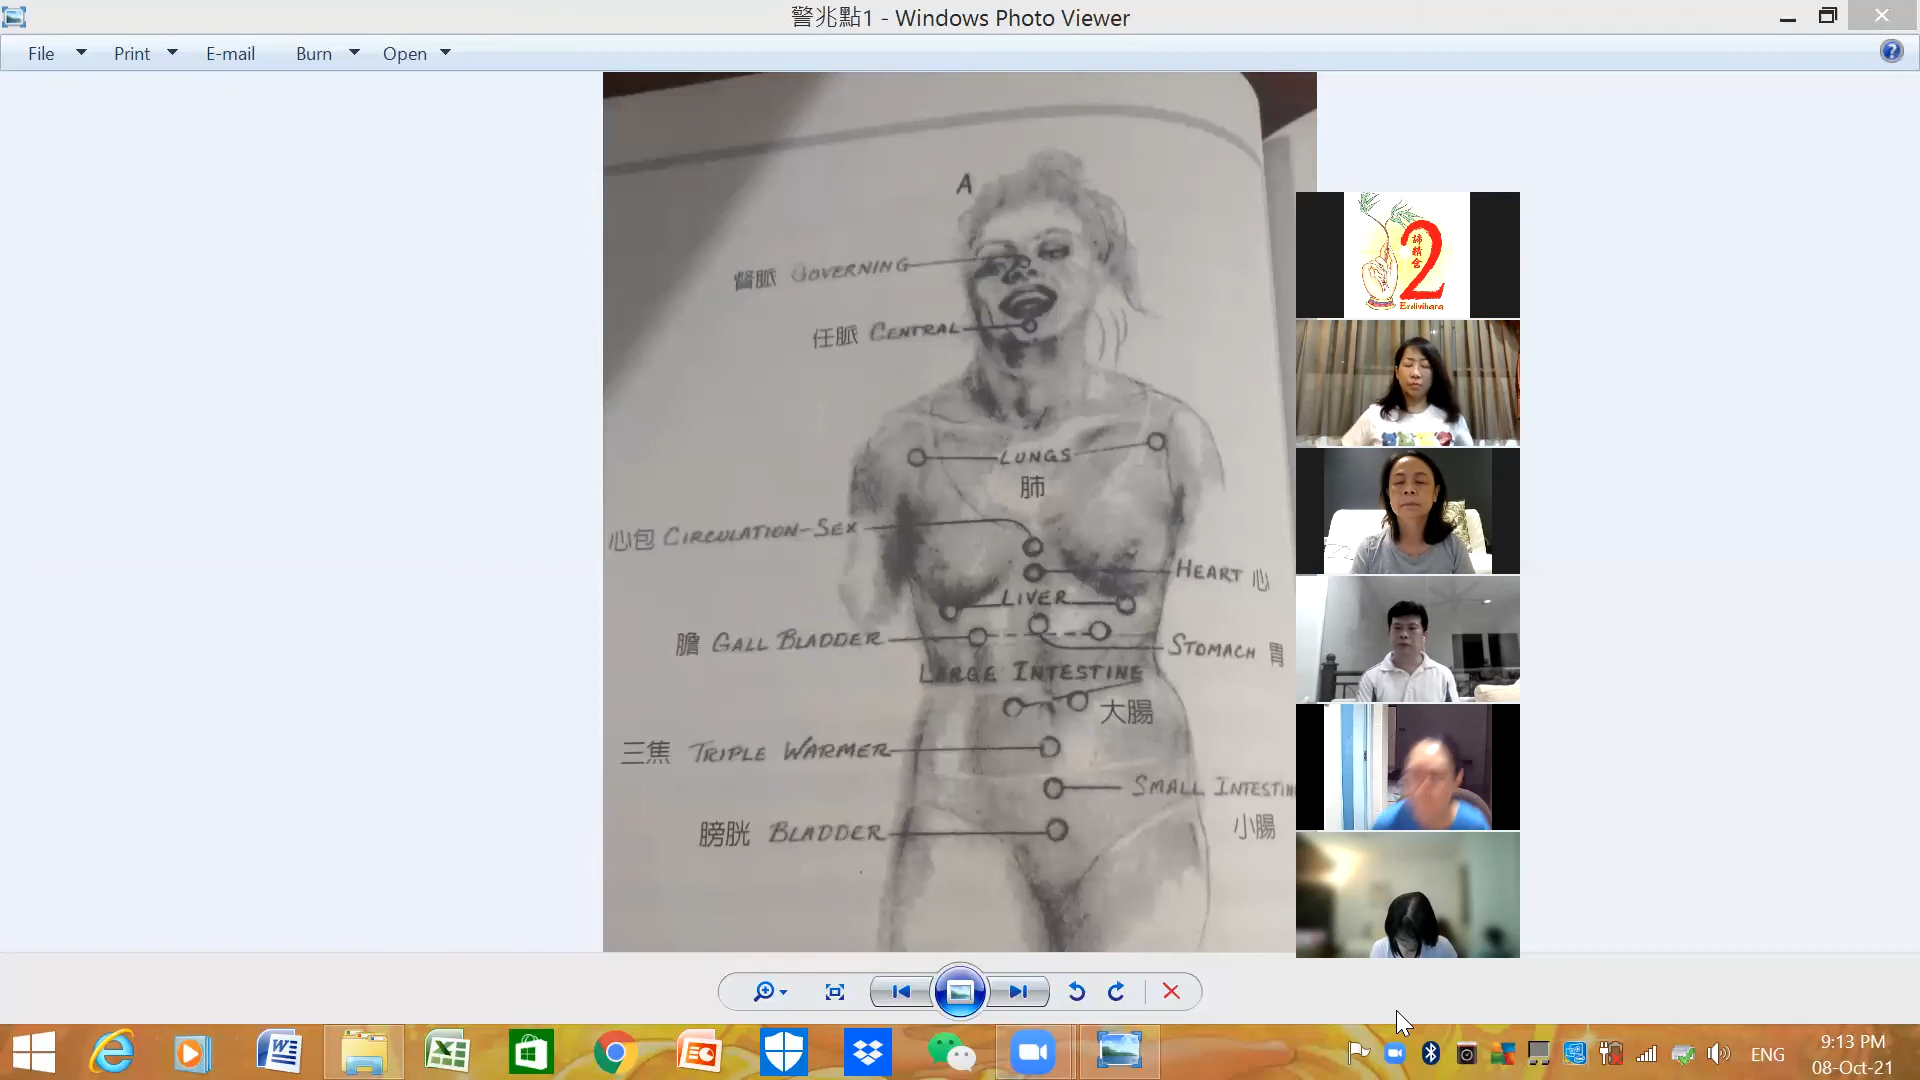 警兆點1 - Windows Photo Viewer
File Print E-mail Burn Open
A
督脈 GOVERNING
任脈 CENTRAL
LUNGS
肺
心包 CIRCULATION-SEX
HEART 心
LIVER
膽 GALL BLADDER
STOMACH 胃
LARGE INTESTINE
大腸
三焦 TRIPLE WARMER
SMALL INTESTIN
小腸
膀胱 BLADDER
2
Erdivihara
ENG
9:13 PM
08-Oct-21